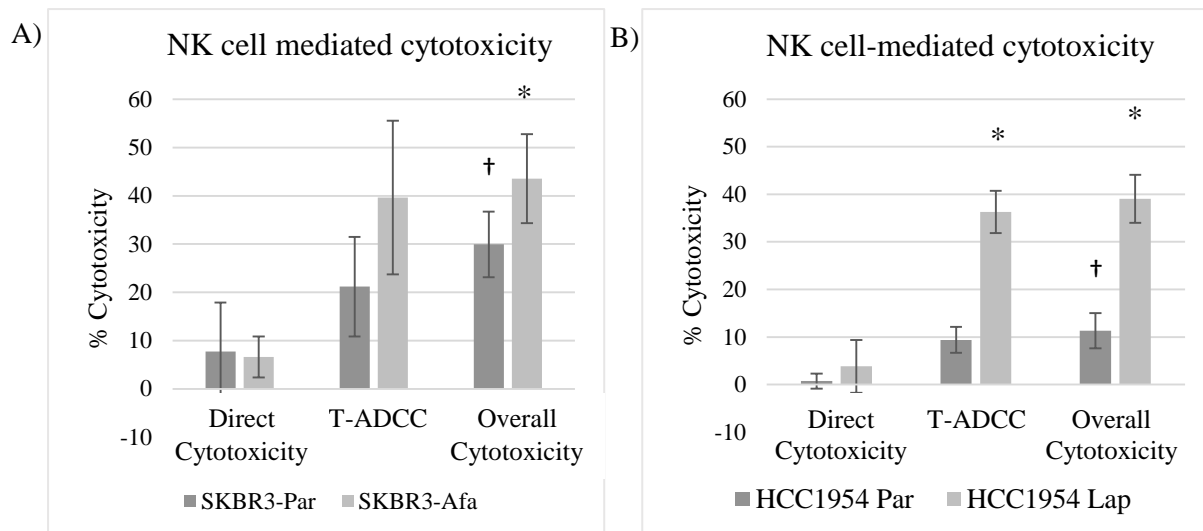 A)
NK cell mediated cytotoxicity
% Cytotoxicity
60
50
40
30
20
10
0
-10
*
†
Direct Cytotoxicity
T-ADCC
Overall Cytotoxicity
SKBR3-Par
SKBR3-Afa
B)
NK cell-mediated cytotoxicity
% Cytotoxicity
60
50
40
30
20
10
0
-10
*
*
†
Direct Cytotoxicity
T-ADCC
Overall Cytotoxicity
HCC1954 Par
HCC1954 Lap